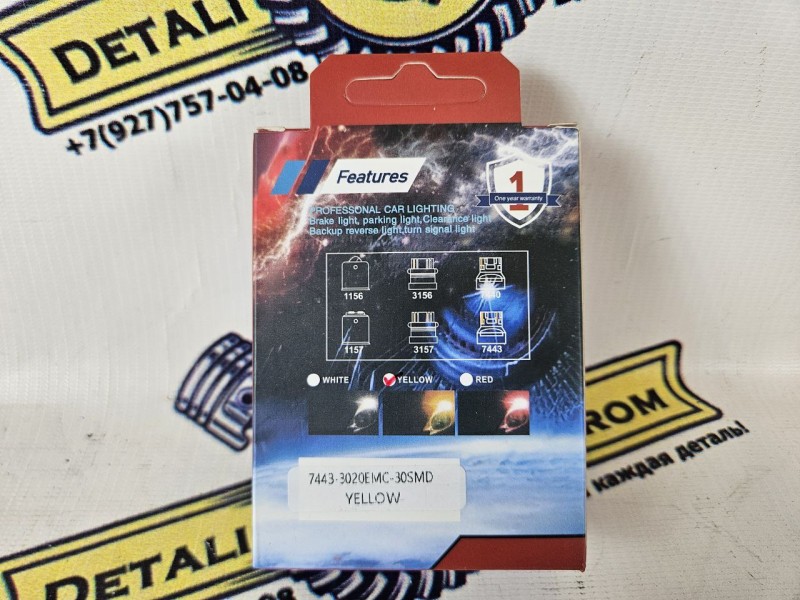 DETALI
+7(927)757-04-08
Features
1
One year warranty
PROFESSIONAL CAR LIGHTING
Brake light, parking light,Clearance light
Backup reverse light,turn signal light
1156
3156
1157
3157
7443
WHITE
YELLOW
RED
7443-3020EMC-30SMD
YELLOW
ROM
каждая деталь!
DETALI
-08